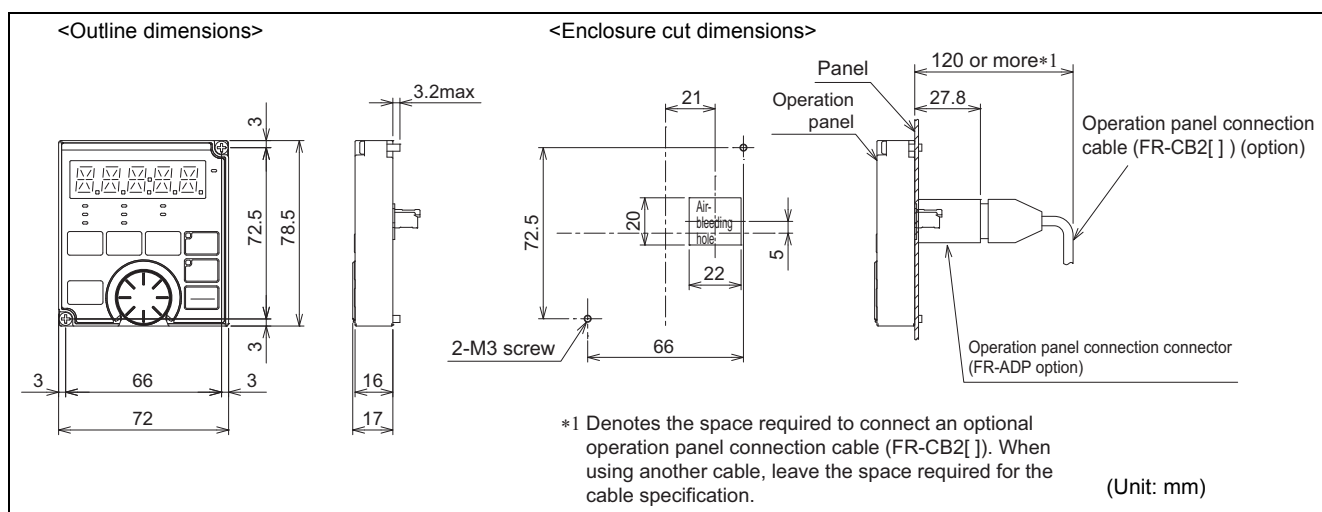 <Outline dimensions>
3.2max
3
72.5
78.5
3
3
66
3
72
16
17
<Enclosure cut dimensions>
21
72.5
20
Air-
bleeding
hole
5
22
2-M3 screw
66
Panel
Operation
panel
120 or more*1
27.8
Operation panel connection
cable (FR-CB2[ ] ) (option)
Operation panel connection connector
(FR-ADP option)
*1 Denotes the space required to connect an optional
operation panel connection cable (FR-CB2[ ]). When
using another cable, leave the space required for the
cable specification.
(Unit: mm)